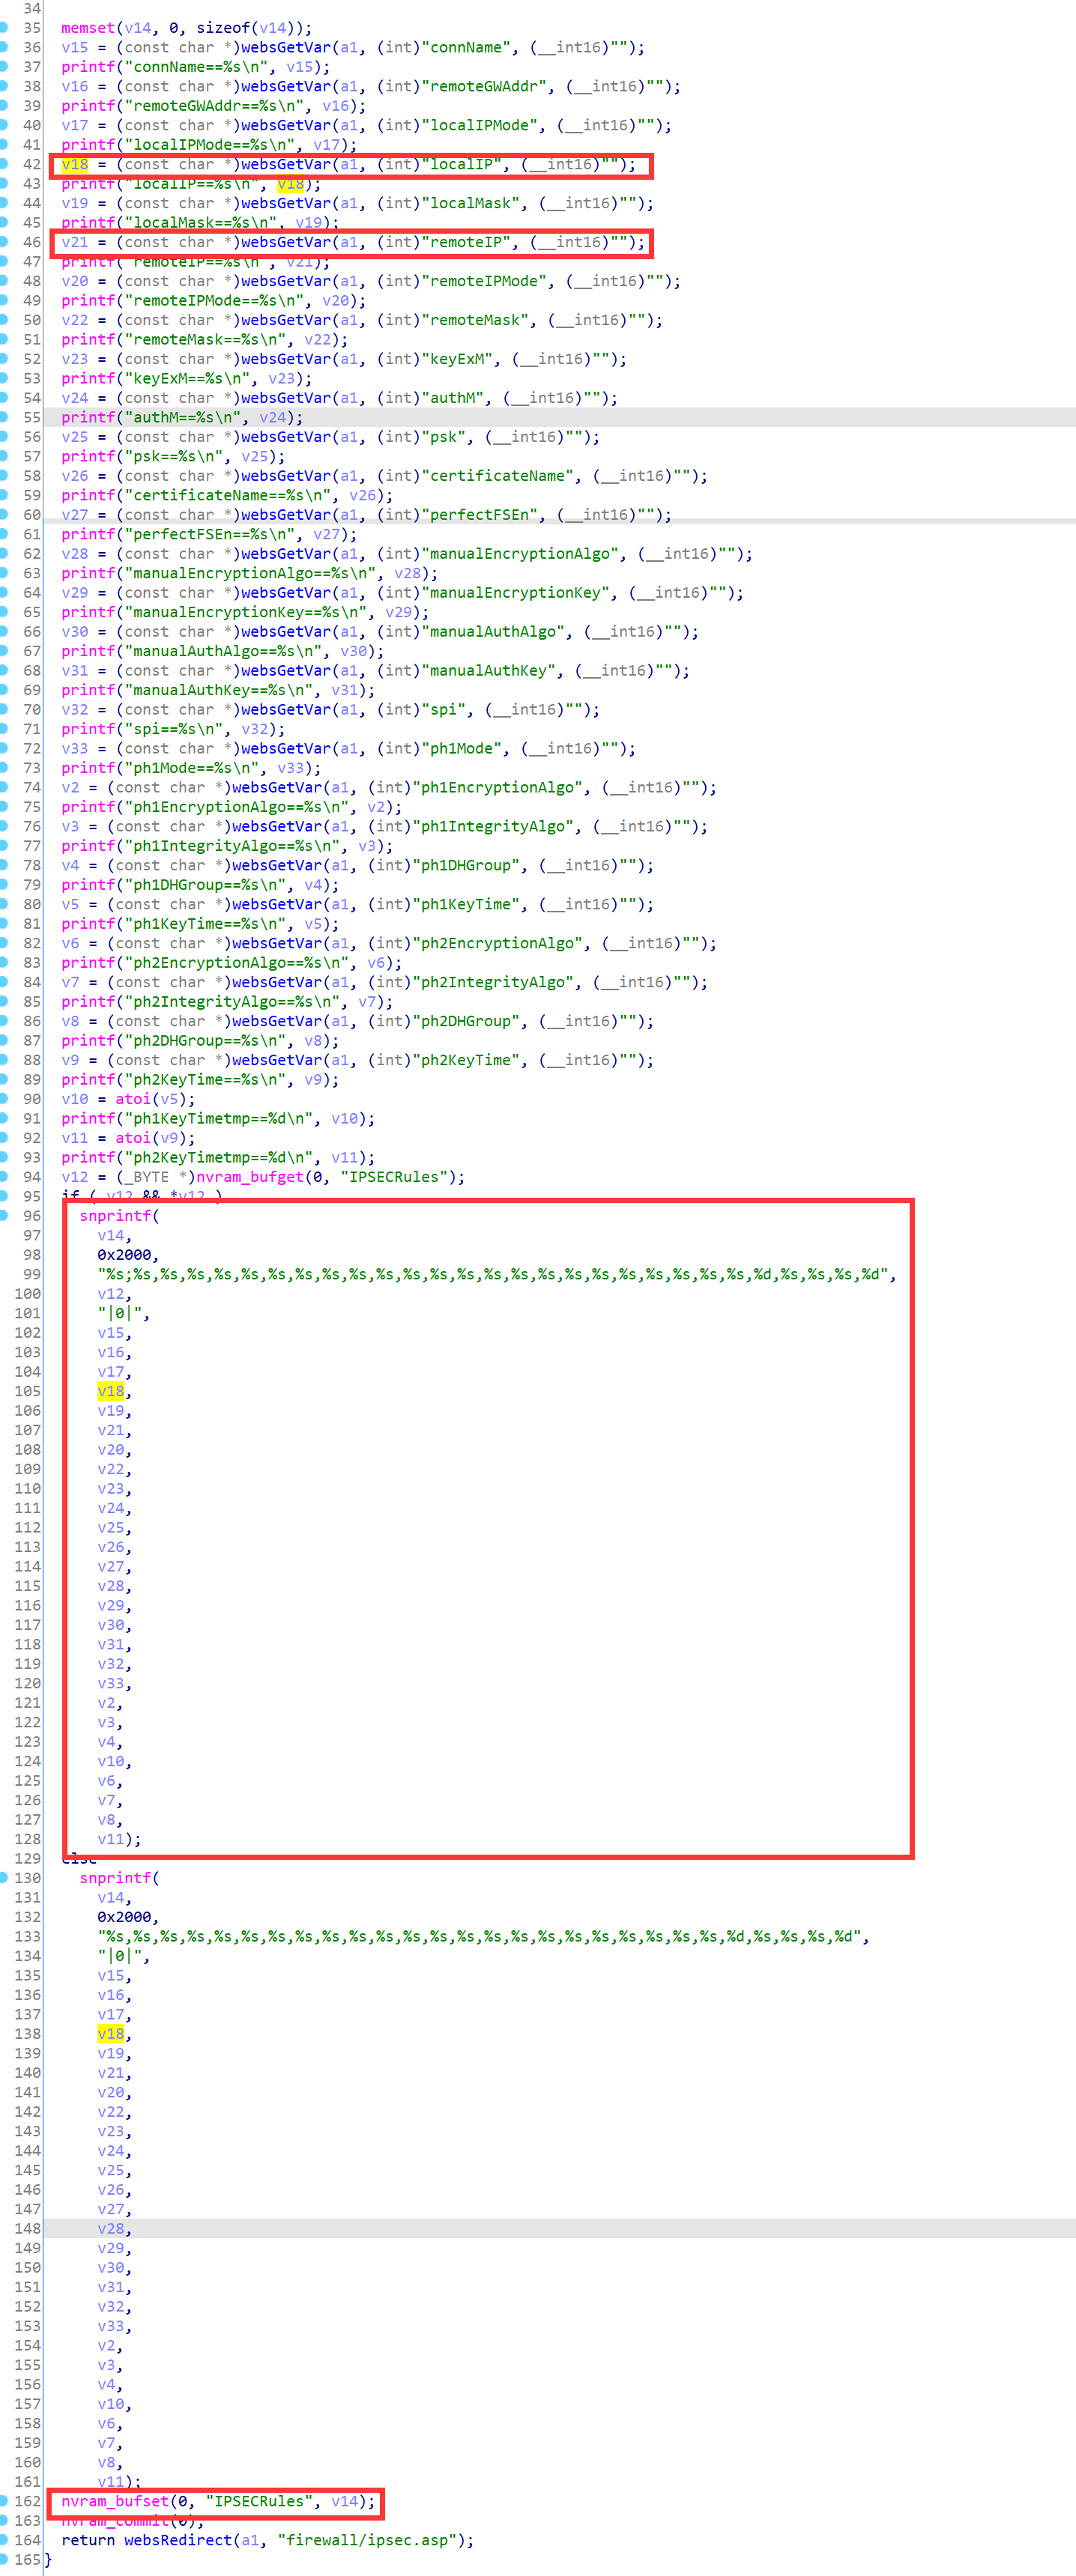 34
35 memset(v14, 0, sizeof(v14));
36 v15 = (const char *)websGetVar(a1, (int)"connName", (__int16)"");
37 printf("connName==%s\n", v15);
38 v16 = (const char *)websGetVar(a1, (int)"remoteGWAddr", (__int16)"");
39 printf("remoteGWAddr==%s\n", v16);
40 v17 = (const char *)websGetVar(a1, (int)"localIPMode", (__int16)"");
41 printf("localIPMode==%s\n", v17);
42 v18 = (const char *)websGetVar(a1, (int)"localIP", (__int16)"");
43 printf("localIP==%s\n", v18);
44 v19 = (const char *)websGetVar(a1, (int)"localMask", (__int16)"");
45 printf("localMask==%s\n", v19);
46 v21 = (const char *)websGetVar(a1, (int)"remoteIP", (__int16)"");
47 printf("remoteIP==%s\n", v21);
48 v20 = (const char *)websGetVar(a1, (int)"remoteIPMode", (__int16)"");
49 printf("remoteIPMode==%s\n", v20);
50 v22 = (const char *)websGetVar(a1, (int)"remoteMask", (__int16)"");
51 printf("remoteMask==%s\n", v22);
52 v23 = (const char *)websGetVar(a1, (int)"keyExM", (__int16)"");
53 printf("keyExM==%s\n", v23);
54 v24 = (const char *)websGetVar(a1, (int)"authM", (__int16)"");
55 printf("authM==%s\n", v24);
56 v25 = (const char *)websGetVar(a1, (int)"psk", (__int16)"");
57 printf("psk==%s\n", v25);
58 v26 = (const char *)websGetVar(a1, (int)"certificateName", (__int16)"");
59 printf("certificateName==%s\n", v26);
60 v27 = (const char *)websGetVar(a1, (int)"perfectFSEn", (__int16)"");
61 printf("perfectFSEn==%s\n", v27);
62 v28 = (const char *)websGetVar(a1, (int)"manualEncryptionAlgo", (__int16)"");
63 printf("manualEncryptionAlgo==%s\n", v28);
64 v29 = (const char *)websGetVar(a1, (int)"manualEncryptionKey", (__int16)"");
65 printf("manualEncryptionKey==%s\n", v29);
66 v30 = (const char *)websGetVar(a1, (int)"manualAuthAlgo", (__int16)"");
67 printf("manualAuthAlgo==%s\n", v30);
68 v31 = (const char *)websGetVar(a1, (int)"manualAuthKey", (__int16)"");
69 printf("manualAuthKey==%s\n", v31);
70 v32 = (const char *)websGetVar(a1, (int)"spi", (__int16)"");
71 printf("spi==%s\n", v32);
72 v33 = (const char *)websGetVar(a1, (int)"ph1Mode", (__int16)"");
73 printf("ph1Mode==%s\n", v33);
74 v2 = (const char *)websGetVar(a1, (int)"ph1EncryptionAlgo", (__int16)"");
75 printf("ph1EncryptionAlgo==%s\n", v2);
76 v3 = (const char *)websGetVar(a1, (int)"ph1IntegrityAlgo", (__int16)"");
77 printf("ph1IntegrityAlgo==%s\n", v3);
78 v4 = (const char *)websGetVar(a1, (int)"ph1DHGroup", (__int16)"");
79 printf("ph1DHGroup==%s\n", v4);
80 v5 = (const char *)websGetVar(a1, (int)"ph1KeyTime", (__int16)"");
81 printf("ph1KeyTime==%s\n", v5);
82 v6 = (const char *)websGetVar(a1, (int)"ph2EncryptionAlgo", (__int16)"");
83 printf("ph2EncryptionAlgo==%s\n", v6);
84 v7 = (const char *)websGetVar(a1, (int)"ph2IntegrityAlgo", (__int16)"");
85 printf("ph2IntegrityAlgo==%s\n", v7);
86 v8 = (const char *)websGetVar(a1, (int)"ph2DHGroup", (__int16)"");
87 printf("ph2DHGroup==%s\n", v8);
88 v9 = (const char *)websGetVar(a1, (int)"ph2KeyTime", (__int16)"");
89 printf("ph2KeyTime==%s\n", v9);
90 v10 = atoi(v5);
91 printf("ph1KeyTimetmp==%d\n", v10);
92 v11 = atoi(v9);
93 printf("ph2KeyTimetmp==%d\n", v11);
94 v12 = (_BYTE *)nvram_bufget(0, "IPSECRules");
95 if ( v12 && *v12 )
96 snprintf(
97 v14,
98 0x2000,
99 "%s;%s,%s,%s,%s,%s,%s,%s,%s,%s,%s,%s,%s,%s,%s,%s,%s,%s,%s,%s,%s,%s,%s,%s,%d,%s,%s,%s,%d",
100 v12,
101 "|0|",
102 v15,
103 v16,
104 v17,
105 v18,
106 v19,
107 v21,
108 v20,
109 v22,
110 v23,
111 v24,
112 v25,
113 v26,
114 v27,
115 v28,
116 v29,
117 v30,
118 v31,
119 v32,
120 v33,
121 v2,
122 v3,
123 v4,
124 v10,
125 v6,
126 v7,
127 v8,
128 v11);
129 else
130 snprintf(
131 v14,
132 0x2000,
133 "%s,%s,%s,%s,%s,%s,%s,%s,%s,%s,%s,%s,%s,%s,%s,%s,%s,%s,%s,%s,%s,%s,%s,%d,%s,%s,%s,%d",
134 "|0|",
135 v15,
136 v16,
137 v17,
138 v18,
139 v19,
140 v21,
141 v20,
142 v22,
143 v23,
144 v24,
145 v25,
146 v26,
147 v27,
148 v28,
149 v29,
150 v30,
151 v31,
152 v32,
153 v33,
154 v2,
155 v3,
156 v4,
157 v10,
158 v6,
159 v7,
160 v8,
161 v11);
162 nvram_bufset(0, "IPSECRules", v14);
163 nvram_commit(0);
164 return websRedirect(a1, "firewall/ipsec.asp");
165 }